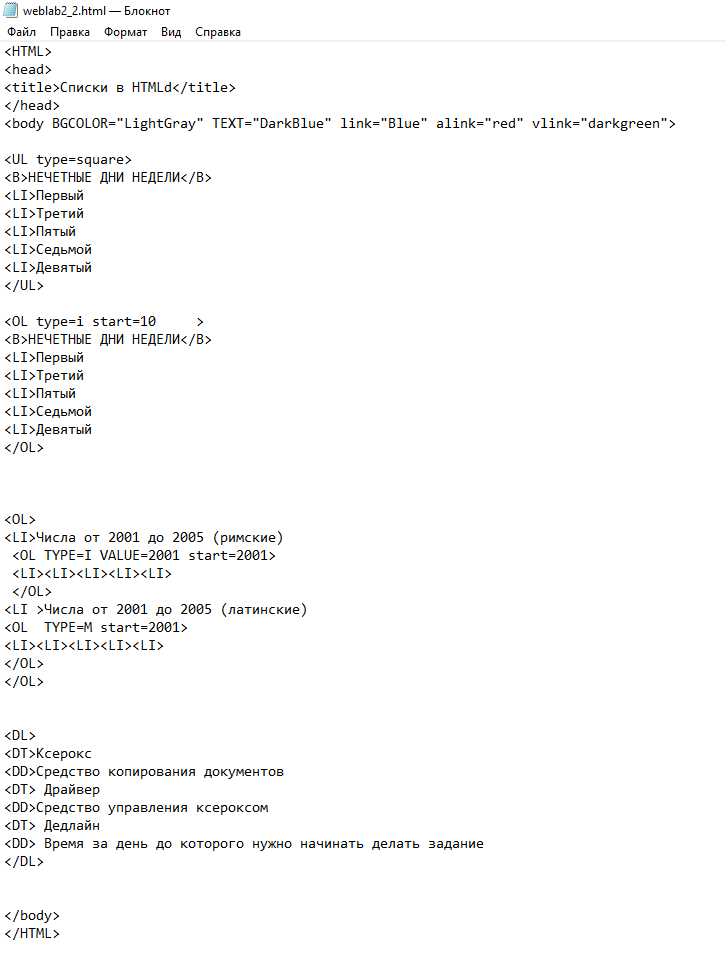 weblab2_2.html — Блокнот
Файл Правка Формат Вид Справка
<HTML>
<head>
<title>Списки в HTMLd</title>
</head>
<body BGCOLOR="LightGray" TEXT="DarkBlue" link="Blue" alink="red" vlink="darkgreen">
<UL type=square>
<B>НЕЧЕТНЫЕ ДНИ НЕДЕЛИ</B>
<LI>Первый
<LI>Третий
<LI>Пятый
<LI>Седьмой
<LI>Девятый
</UL>
<OL type=i start=10     >
<B>НЕЧЕТНЫЕ ДНИ НЕДЕЛИ</B>
<LI>Первый
<LI>Третий
<LI>Пятый
<LI>Седьмой
<LI>Девятый
</OL>
<OL>
<LI>Числа от 2001 до 2005 (римские)
 <OL TYPE=I VALUE=2001 start=2001>
 <LI><LI><LI><LI><LI>
 </OL>
<LI >Числа от 2001 до 2005 (латинские)
<OL  TYPE=M start=2001>
<LI><LI><LI><LI><LI>
</OL>
</OL>
<DL>
<DT>Ксерокс
<DD>Средство копирования документов
<DT> Драйвер
<DD>Средство управления ксероксом
<DT> Дедлайн
<DD> Время за день до которого нужно начинать делать задание
</DL>
</body>
</HTML>